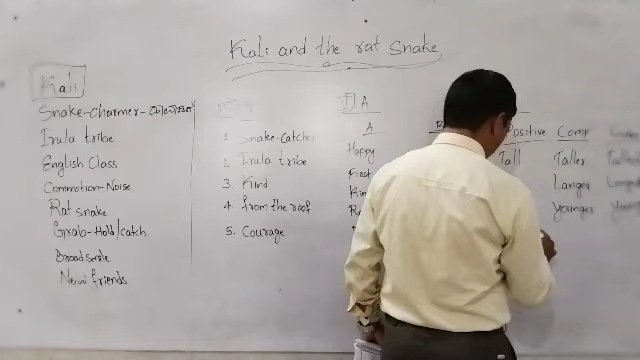 Kali and the rat snake
Kali
Snake-charmer-
Irula tribe
English Class
Commotion-Noise
Rat snake
Grab-Hold/catch.
Broad smile
New friends
1. Snake-catcher
2. Irula tribe
3. Kind
4. from the roof
5. Courage
A
A
Happy
First
Positive Comp
Tall Taller
Langer
Younger